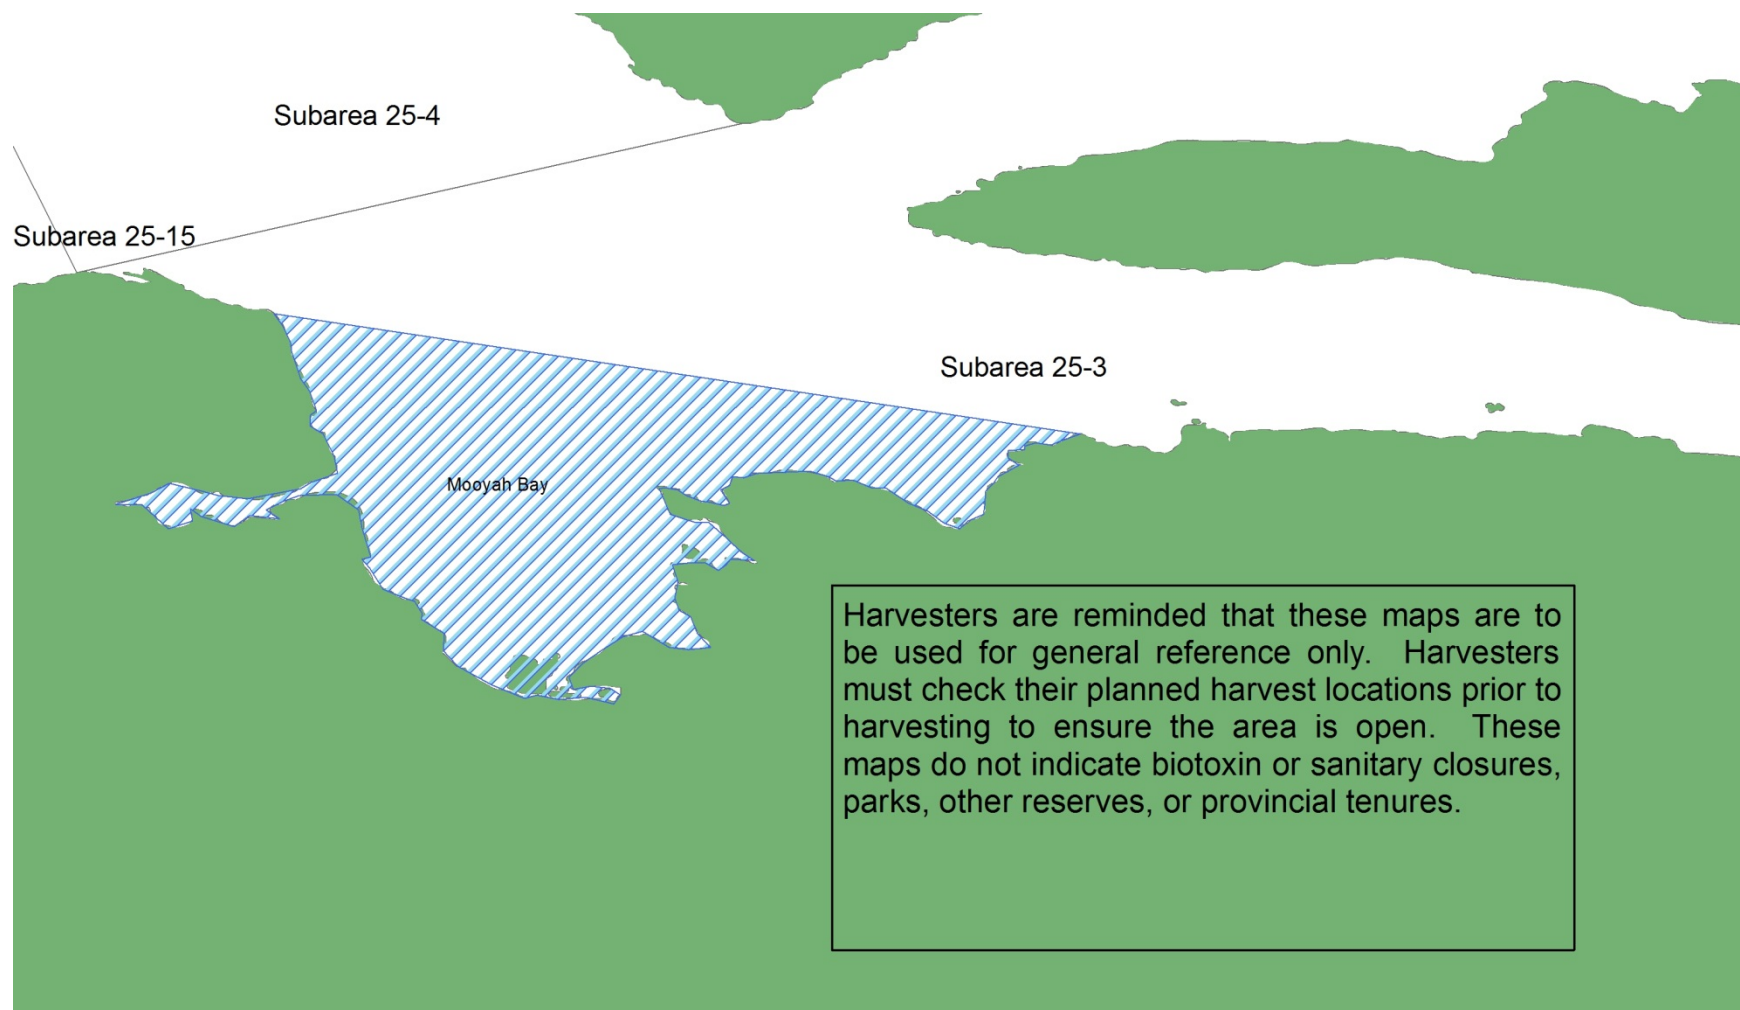 Subarea 25-4
Subarea 25-15
Subarea 25-3
Mooyah Bay
Harvesters are reminded that these maps are to
be used for general reference only. Harvesters
must check their planned harvest locations prior to
harvesting to ensure the area is open. These
maps do not indicate biotoxin or sanitary closures,
parks, other reserves, or provincial tenures.